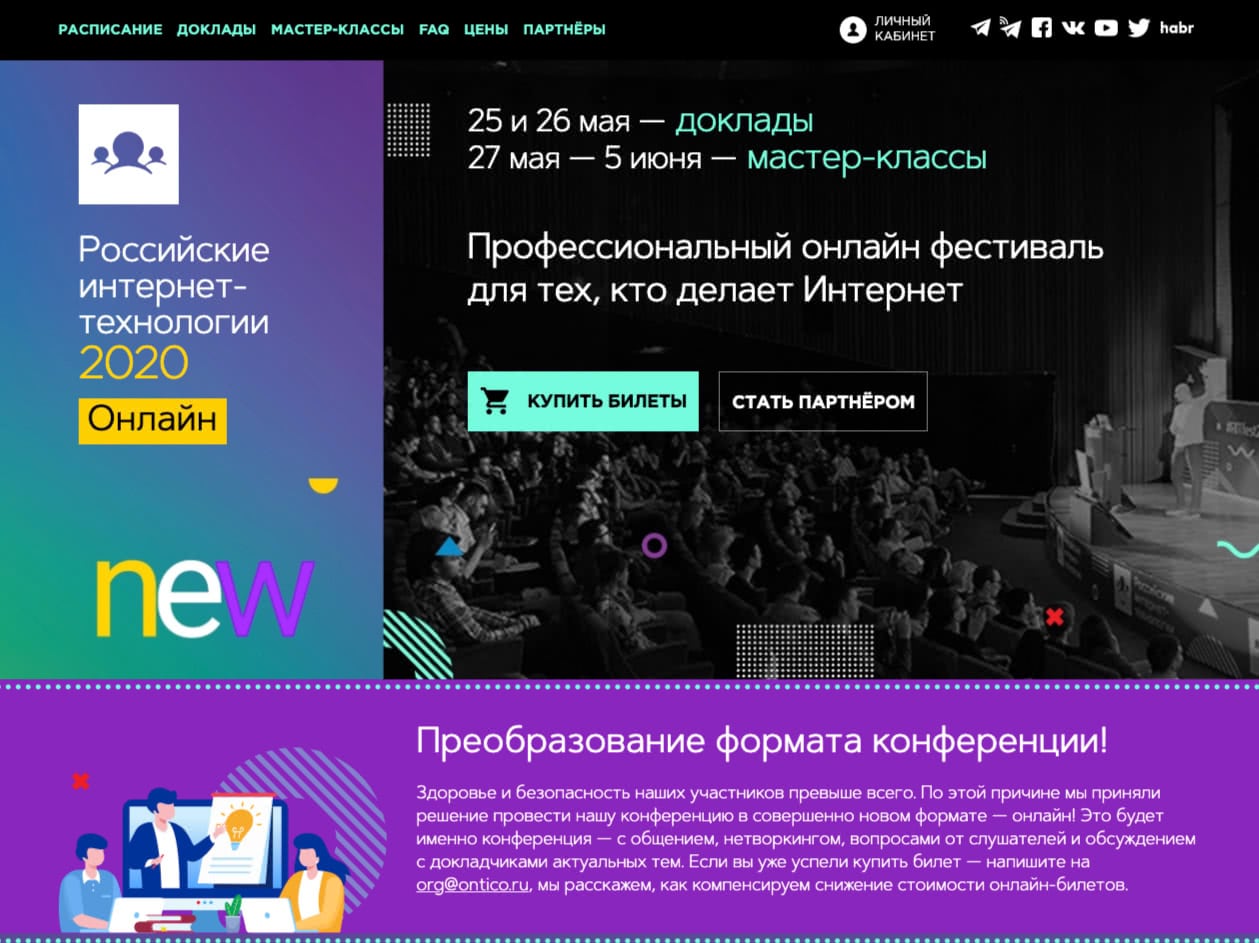 РАСПИСАНИЕ ДОКЛАДЫ МАСТЕР-КЛАССЫ FAQ ЦЕНЫ ПАРТНЁРЫ
ЛИЧНЫЙ
КАБИНЕТ
habr
Российские
интернет-
технологии
2020
Онлайн
new
25 и 26 мая — доклады
27 мая — 5 июня — мастер-классы
Профессиональный онлайн фестиваль
для тех, кто делает Интернет
КУПИТЬ БИЛЕТЫ
СТАТЬ ПАРТНЁРОМ
Российские
интернет-
Преобразование формата конференции!
Здоровье и безопасность наших участников превыше всего. По этой причине мы приняли
решение провести нашу конференцию в совершенно новом формате — онлайн! Это будет
именно конференция — с общением, нетворкингом, вопросами от слушателей и обсуждением
с докладчиками актуальных тем. Если вы уже успели купить билет — напишите на
org@ontico.ru, мы расскажем, как компенсируем снижение стоимости онлайн-билетов.